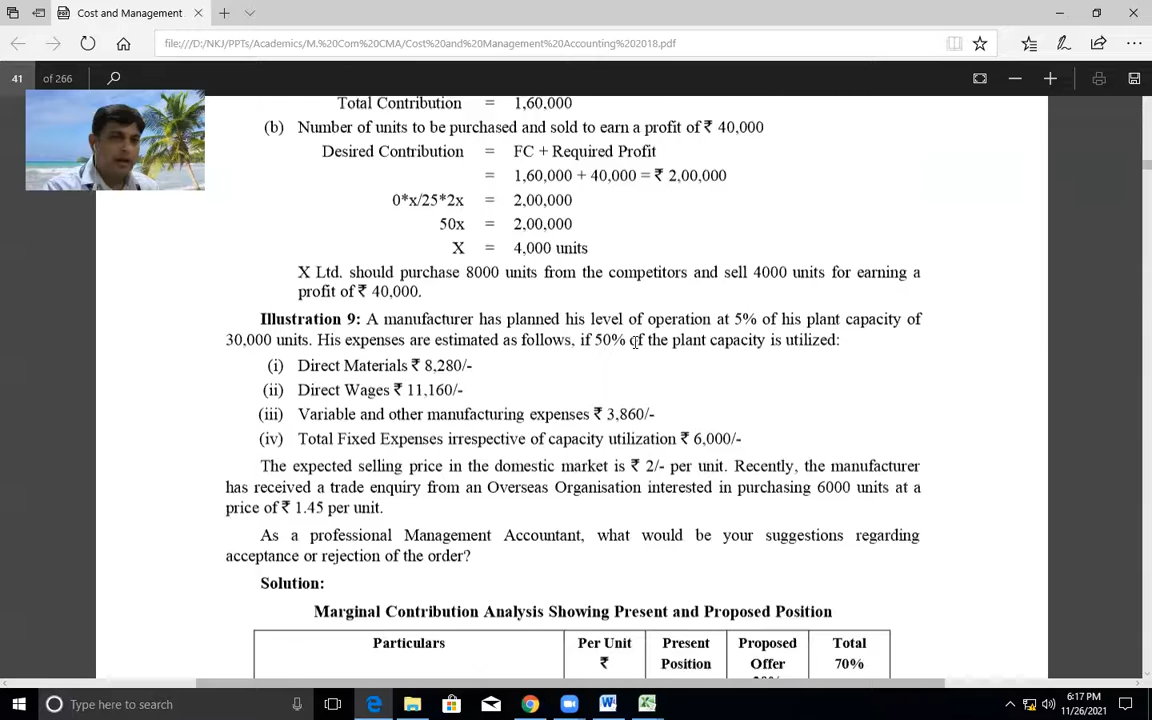 Cost and Management
file:///D:/NKJ/PPTs/Academics/M.%20Com%20CMA/Cost%20and%20Management%20Accounting%202018.pdf
41 of 266
Total Contribution = 1,60,000
(b) Number of units to be purchased and sold to earn a profit of ₹ 40,000
Desired Contribution = FC + Required Profit
= 1,60,000 + 40,000 = ₹ 2,00,000
0*x/25*2x = 2,00,000
50x = 2,00,000
X = 4,000 units
X Ltd. should purchase 8000 units from the competitors and sell 4000 units for earning a
profit of ₹ 40,000.
Illustration 9: A manufacturer has planned his level of operation at 5% of his plant capacity of
30,000 units. His expenses are estimated as follows, if 50% of the plant capacity is utilized:
(i) Direct Materials ₹ 8,280/-
(ii) Direct Wages ₹ 11,160/-
(iii) Variable and other manufacturing expenses ₹ 3,860/-
(iv) Total Fixed Expenses irrespective of capacity utilization ₹ 6,000/-
The expected selling price in the domestic market is ₹ 2/- per unit. Recently, the manufacturer
has received a trade enquiry from an Overseas Organisation interested in purchasing 6000 units at a
price of ₹ 1.45 per unit.
As a professional Management Accountant, what would be your suggestions regarding
acceptance or rejection of the order?
Solution:
Marginal Contribution Analysis Showing Present and Proposed Position
Particulars Per Unit Present Proposed Total
₹ Position Offer 70%
Type here to search
6:17 PM
11/26/2021